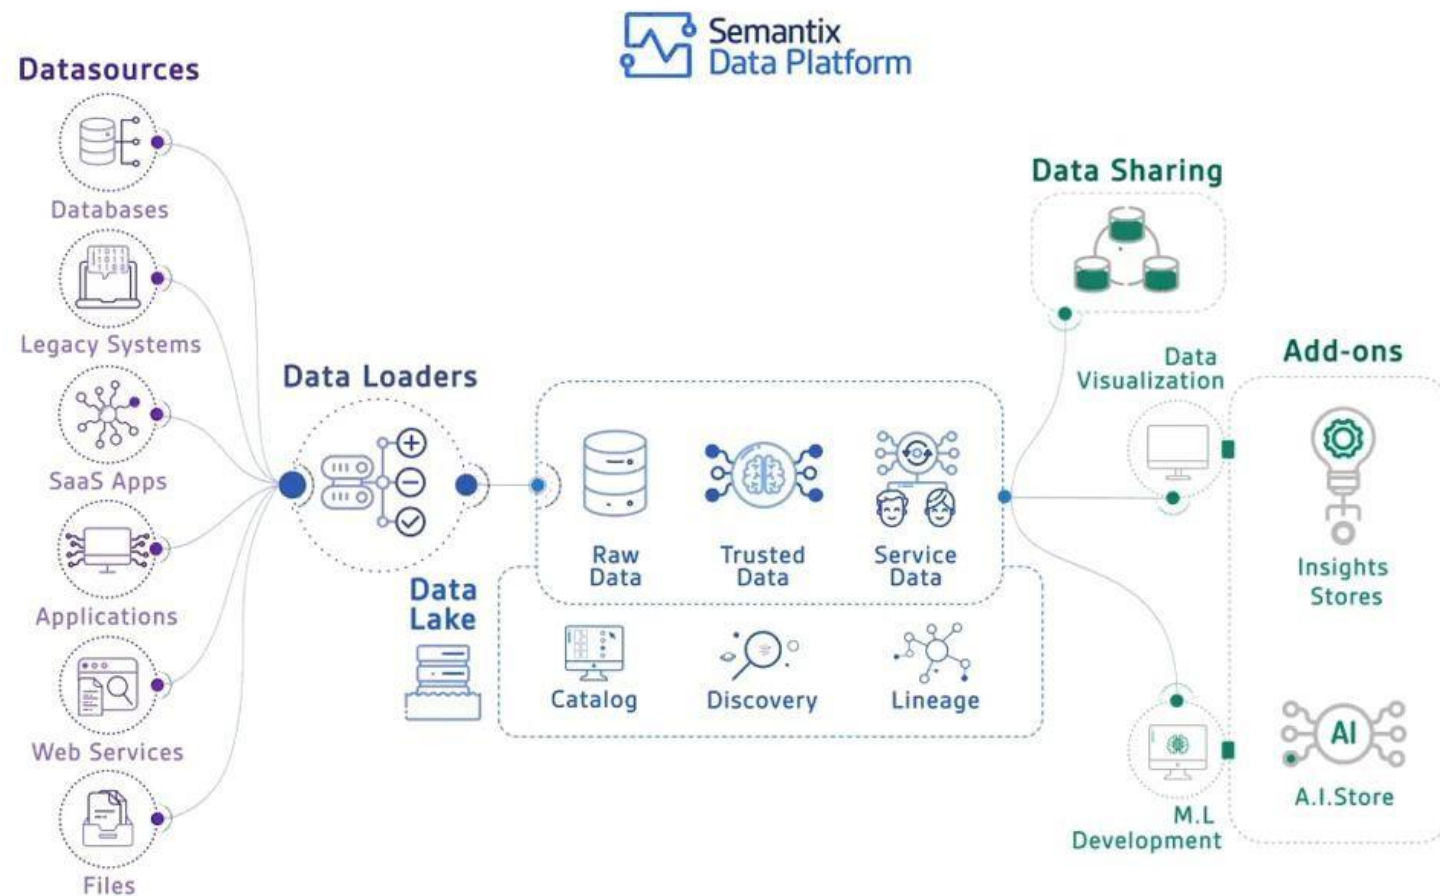 Semantix
Data Platform
Datasources
Databases
Legacy Systems
SaaS Apps
Applications
Web Services
Files
Data Loaders
Data
Lake
Raw
Data
Trusted
Data
Service
Data
Catalog
Discovery
Lineage
Data Sharing
Data
Visualization
M.L
Development
Add-ons
Insights
Stores
AI
A.I.Store